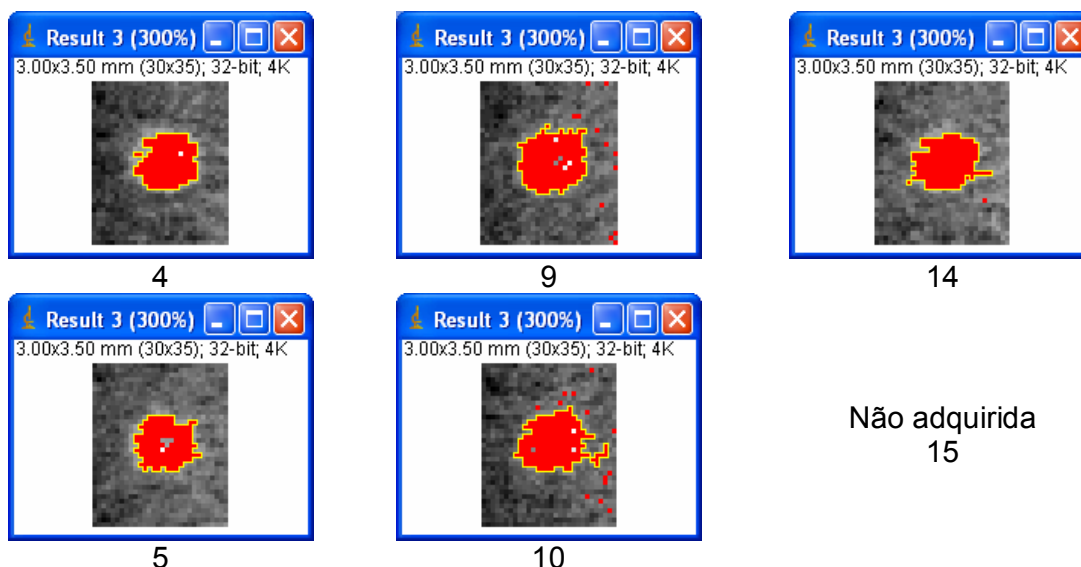 Result 3 (300%)
Result 3 (300%)
Result 3 (300%)
3.00x3.50 mm (30x35); 32-bit; 4K
3.00x3.50 mm (30x35); 32-bit; 4K
3.00x3.50 mm (30x35); 32-bit; 4K
4
9
14
Result 3 (300%)
Result 3 (300%)
3.00x3.50 mm (30x35); 32-bit; 4K
3.00x3.50 mm (30x35); 32-bit; 4K
Não adquirida
15
5
10